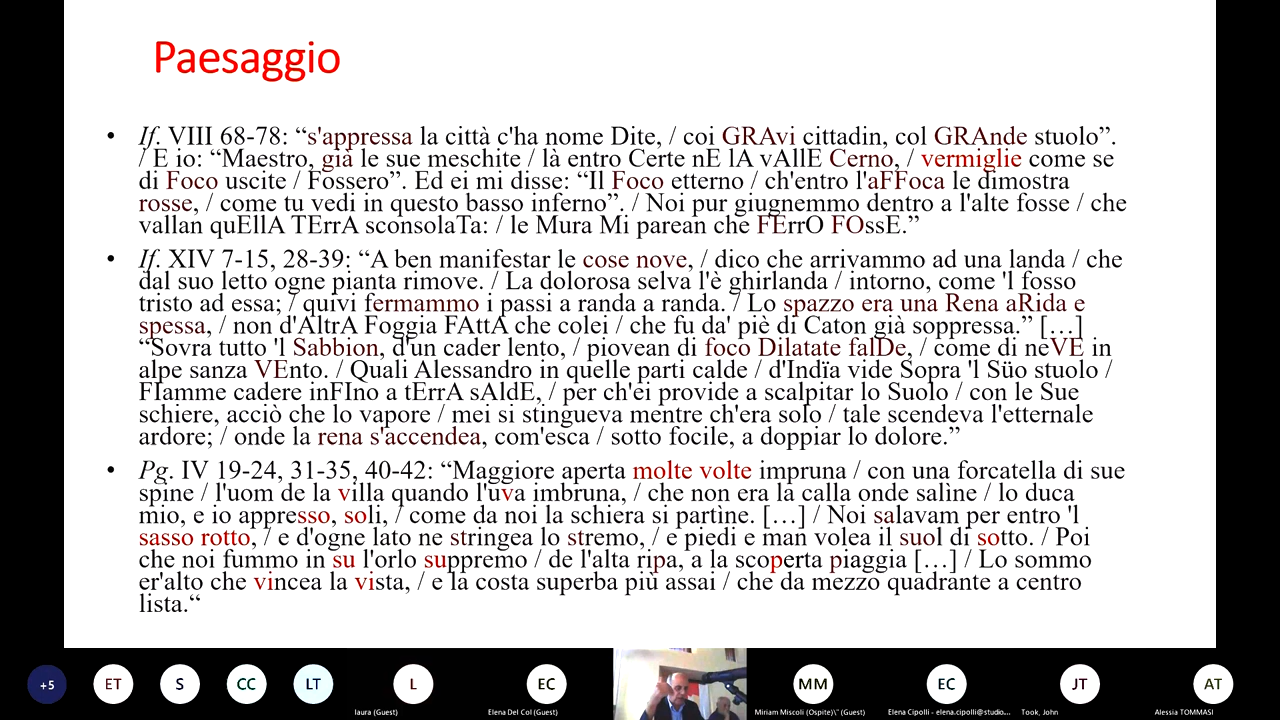 Paesaggio
• If. VIII 68-78: “s'appressa la città c'ha nome Dite, / coi GRAvi cittadin, col GRAnde stuolo”.
/ E io: “Maestro, già le sue meschite / là entro Certe nE lA vAllE Cerno, / vermiglie come se
di Foco uscite / Fossero”. Ed ei mi disse: “Il Foco etterno / ch'entro l'aFFoca le dimostra
rosse, / come tu vedi in questo basso inferno”. / Noi pur giugnemmo dentro a l'alte fosse / che
vallan quEllA TErrA sconsolaTa: / le Mura Mi parean che FErrO FOssE.”
• If. XIV 7-15, 28-39: “A ben manifestar le cose nove, / dico che arrivammo ad una landa / che
dal suo letto ogne pianta rimove. / La dolorosa selva l'è ghirlanda / intorno, come 'l fosso
tristo ad essa; / quivi fermammo i passi a randa a randa. / Lo spazzo era una Rena aRida e
spessa, / non d'AltrA Foggia FAttA che colei / che fu da' piè di Caton già soppressa.” […]
“Sovra tutto 'l Sabbion, d'un cader lento, / piovean di foco Dilatate falDe, / come di neVE in
alpe sanza VEnto. / Quali Alessandro in quelle parti calde / d'Indïa vide Sopra 'l Süo stuolo /
FIamme cadere inFIno a tErrA sAldE, / per ch'ei provide a scalpitar lo Suolo / con le Sue
schiere, acciò che lo vapore / mei si stingueva mentre ch'era solo / tale scendeva l'etternale
ardore; / onde la rena s'accendea, com'esca / sotto focile, a doppiar lo dolore.”
• Pg. IV 19-24, 31-35, 40-42: “Maggiore aperta molte volte impruna / con una forcatella di sue
spine / l'uom de la villa quando l'uva imbruna, / che non era la calla onde salìne / lo duca
mio, e io appresso, soli, / come da noi la schiera si partìne. […] / Noi salavam per entro 'l
sasso rotto, / e d'ogne lato ne stringea lo stremo, / e piedi e man volea il suol di sotto. / Poi
che noi fummo in su l'orlo suppremo / de l'alta ripa, a la scoperta piaggia […] / Lo sommo
er'alto che vincea la vista, / e la costa superba più assai / che da mezzo quadrante a centro
lista.“
+5 ET S CC LT L EC MM EC JT AT
laura (Guest) Elena Del Col (Guest) Miriam Miscoli (Ospite)\" (Guest) Elena Cipolli - elena.cipolli@studio... Took, John Alessia TOMMASI